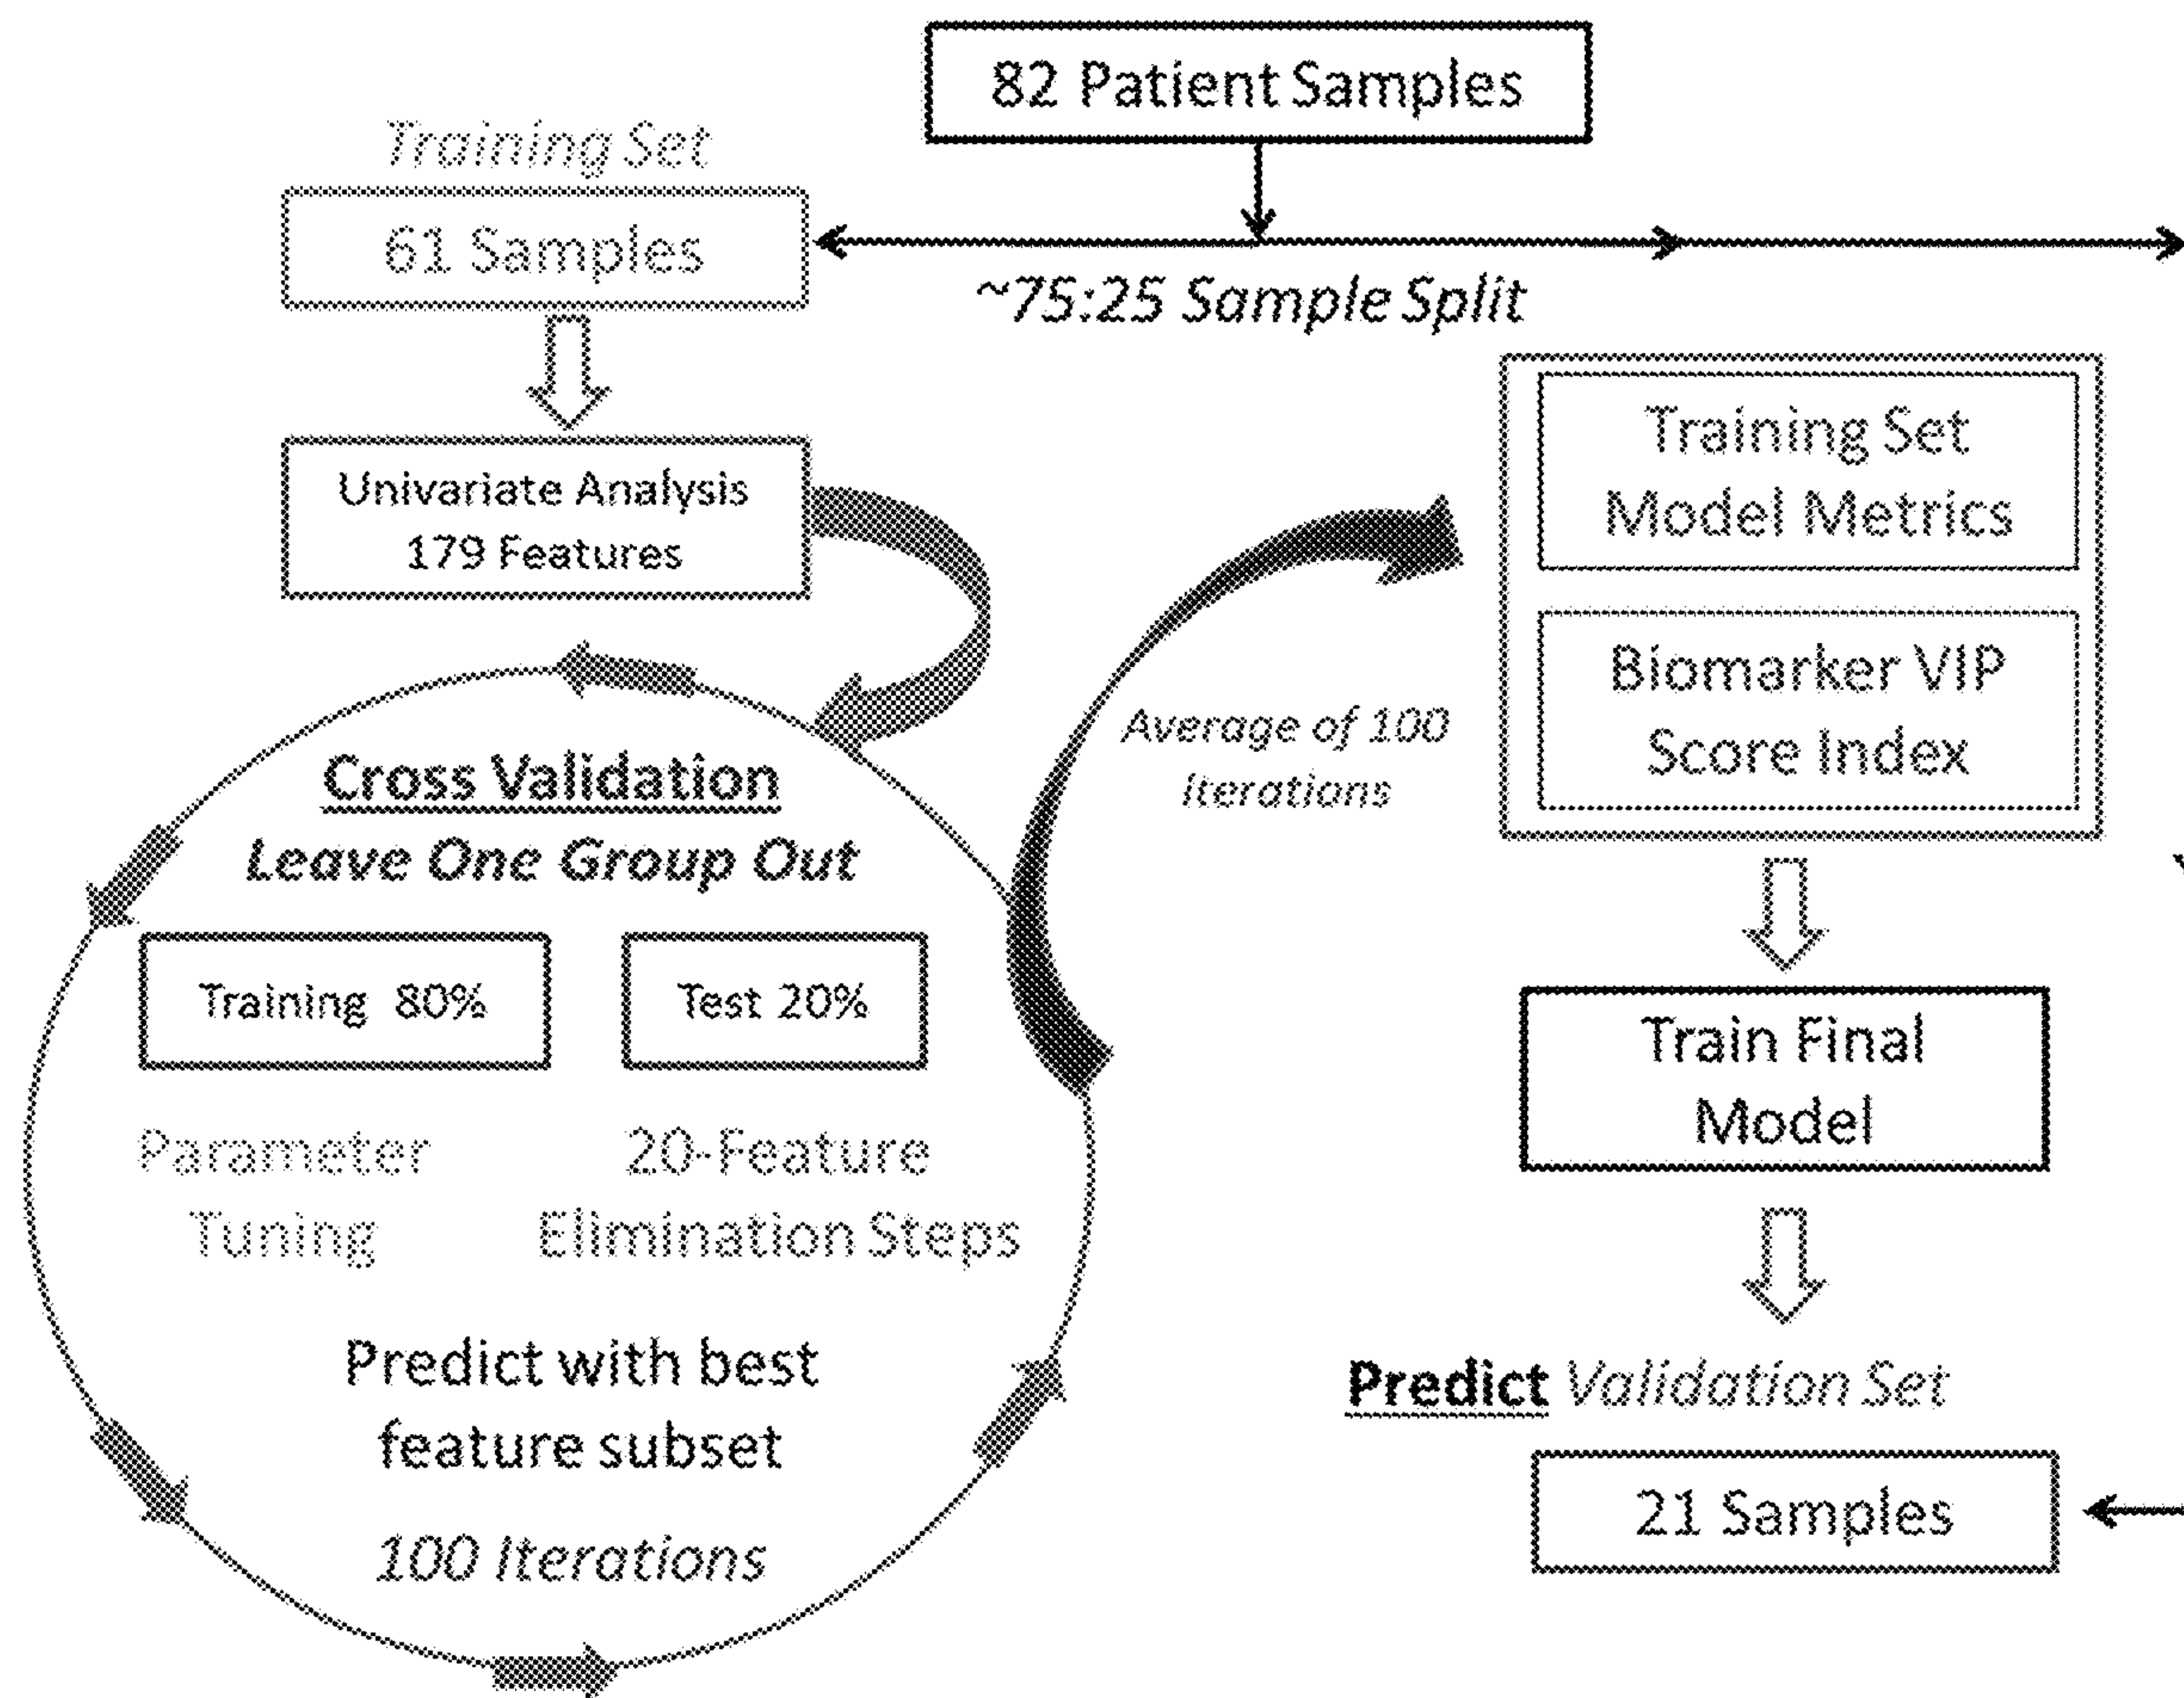 82 Patient Samples
Training Set
61 Samples
~75:25 Sample Split
Univariate Analysis
179 Features
Cross Validation
Leave One Group Out
Training 80%
Test 20%
Parameter
Tuning
20-Feature
Elimination Steps
Predict with best
feature subset
100 Iterations
Average of 100
Iterations
Training Set
Model Metrics
Biomarker VIP
Score Index
Train Final
Model
Predict Validation Set
21 Samples